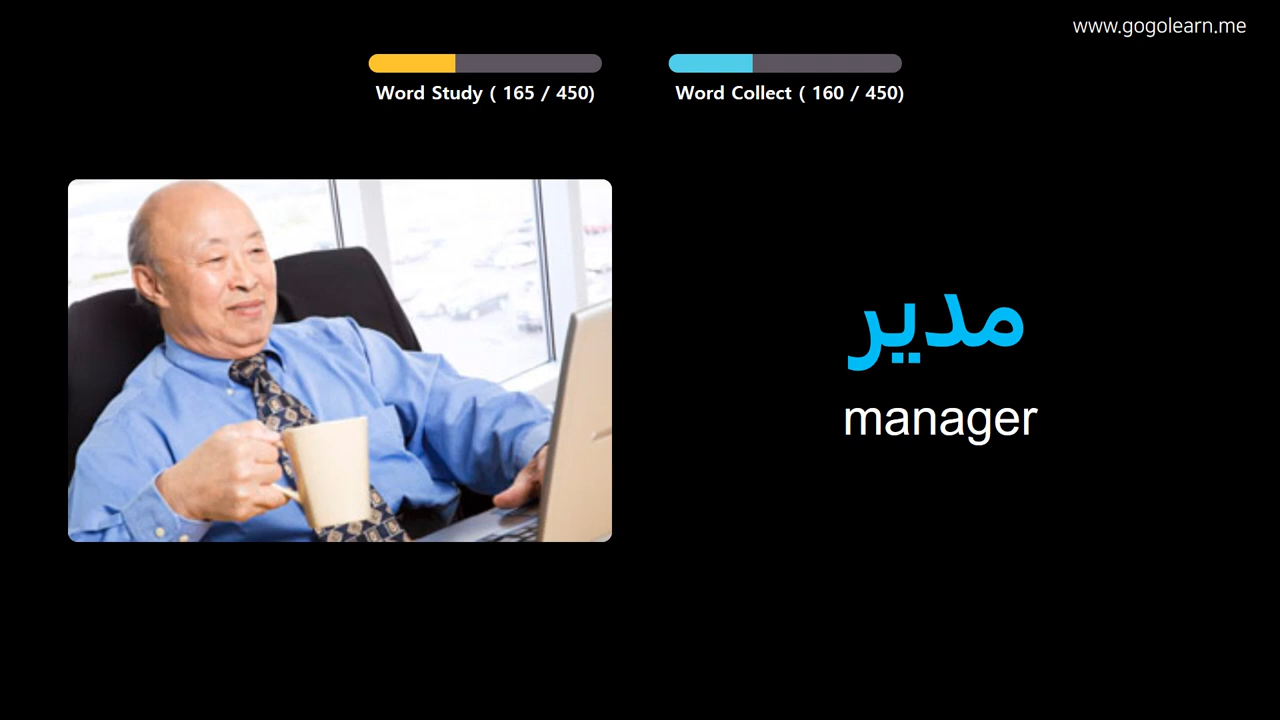 www.gogolearn.me
Word Study ( 165 / 450)
Word Collect ( 160 / 450)
مدير
manager